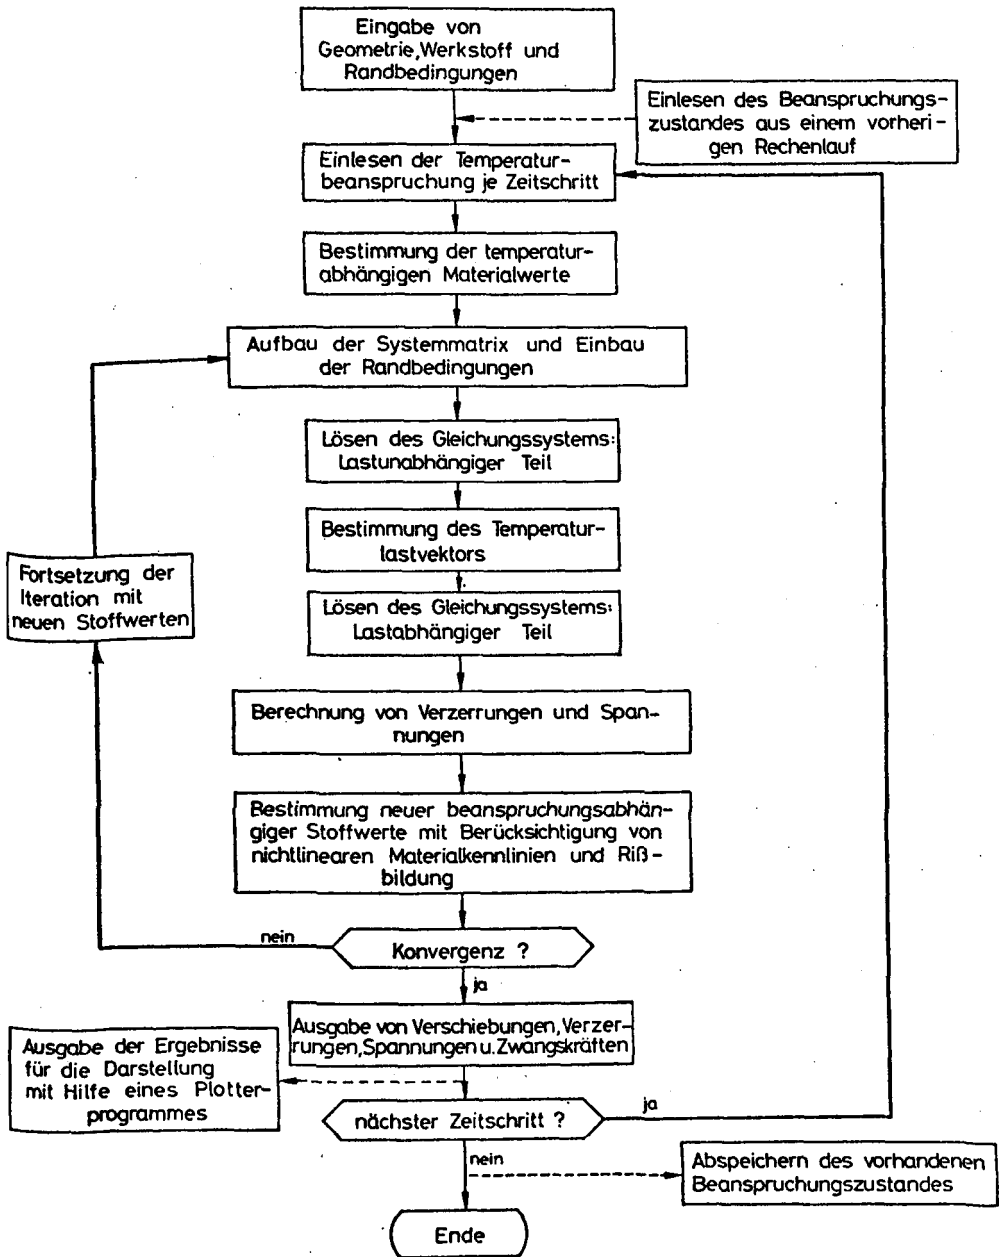 Eingabe von
Geometrie, Werkstoff und
Randbedingungen
Einlesen des Beanspruchungs-
zustandes aus einem vorheri-
gen Rechenlauf
Einlesen der Temperatur-
beanspruchung je Zeitschritt
Bestimmung der temperatur-
abhängigen Materialwerte
Aufbau der Systemmatrix und Einbau
der Randbedingungen
Lösen des Gleichungssystems:
Lastunabhängiger Teil
Bestimmung des Temperatur-
lastvektors
Fortsetzung der
Iteration mit
neuen Stoffwerten
Lösen des Gleichungssystems:
Lastabhängiger Teil
Berechnung von Verzerrungen und Span-
nungen
Bestimmung neuer beanspruchungsabhän-
giger Stoffwerte mit Berücksichtigung von
nichtlinearen Materialkennlinien und Riß-
bildung
nein
Konvergenz ?
ja
Ausgabe von Verschiebungen, Verzer-
rungen, Spannungen u. Zwangskräften
Ausgabe der Ergebnisse
für die Darstellung
mit Hilfe eines Plotter-
programmes
nächster Zeitschritt ?
ja
nein
Abspeichern des vorhandenen
Beanspruchungszustandes
Ende